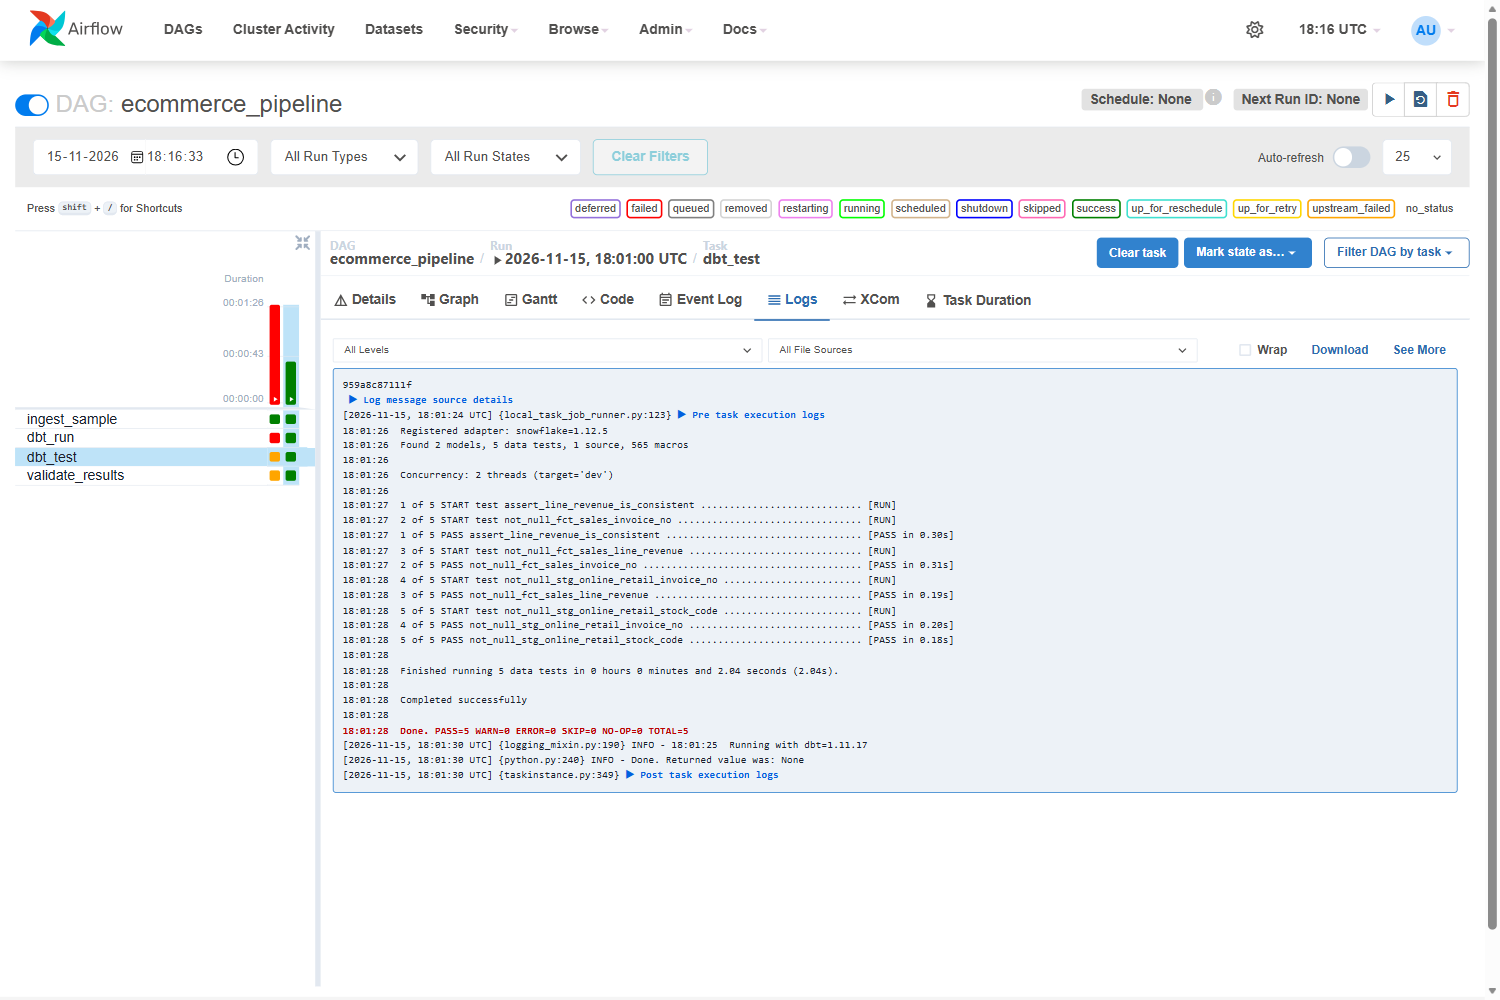 Airflow
DAGs
Cluster Activity
Datasets
Security
Browse
Admin
Docs
18:16 UTC
AU
DAG: ecommerce_pipeline
Schedule: None
i
Next Run ID: None
15-11-2026 18:16:33
All Run Types
All Run States
Clear Filters
Auto-refresh
25
Press shift + / for Shortcuts
deferred
failed
queued
removed
restarting
running
scheduled
shutdown
skipped
success
up_for_reschedule
up_for_retry
upstream_failed
no_status
Duration
00:01:26
00:00:43
00:00:00
ingest_sample
dbt_run
dbt_test
validate_results
DAG
ecommerce_pipeline
/
Run
2026-11-15, 18:01:00 UTC
/
Task
dbt_test
Clear task
Mark state as...
Filter DAG by task
Details
Graph
Gantt
Code
Event Log
Logs
XCom
Task Duration
All Levels
All File Sources
Wrap
Download
See More
959a8c87111f
▶ Log message source details
[2026-11-15, 18:01:24 UTC] {local_task_job_runner.py:123} ▶ Pre task execution logs
18:01:26  Registered adapter: snowflake=1.12.5
18:01:26  Found 2 models, 5 data tests, 1 source, 565 macros
18:01:26
18:01:26  Concurrency: 2 threads (target='dev')
18:01:26
18:01:27  1 of 5 START test assert_line_revenue_is_consistent ............................ [RUN]
18:01:27  2 of 5 START test not_null_fct_sales_invoice_no ................................ [RUN]
18:01:27  1 of 5 PASS assert_line_revenue_is_consistent .................................. [PASS in 0.30s]
18:01:27  3 of 5 START test not_null_fct_sales_line_revenue .............................. [RUN]
18:01:27  2 of 5 PASS not_null_fct_sales_invoice_no ...................................... [PASS in 0.31s]
18:01:28  4 of 5 START test not_null_stg_online_retail_invoice_no ........................ [RUN]
18:01:28  3 of 5 PASS not_null_fct_sales_line_revenue .................................... [PASS in 0.19s]
18:01:28  5 of 5 START test not_null_stg_online_retail_stock_code ........................ [RUN]
18:01:28  4 of 5 PASS not_null_stg_online_retail_invoice_no .............................. [PASS in 0.20s]
18:01:28  5 of 5 PASS not_null_stg_online_retail_stock_code .............................. [PASS in 0.18s]
18:01:28
18:01:28  Finished running 5 data tests in 0 hours 0 minutes and 2.04 seconds (2.04s).
18:01:28
18:01:28  Completed successfully
18:01:28
18:01:28  Done. PASS=5 WARN=0 ERROR=0 SKIP=0 NO-OP=0 TOTAL=5
[2026-11-15, 18:01:30 UTC] {logging_mixin.py:190} INFO - 18:01:25  Running with dbt=1.11.17
[2026-11-15, 18:01:30 UTC] {python.py:240} INFO - Done. Returned value was: None
[2026-11-15, 18:01:30 UTC] {taskinstance.py:349} ▶ Post task execution logs